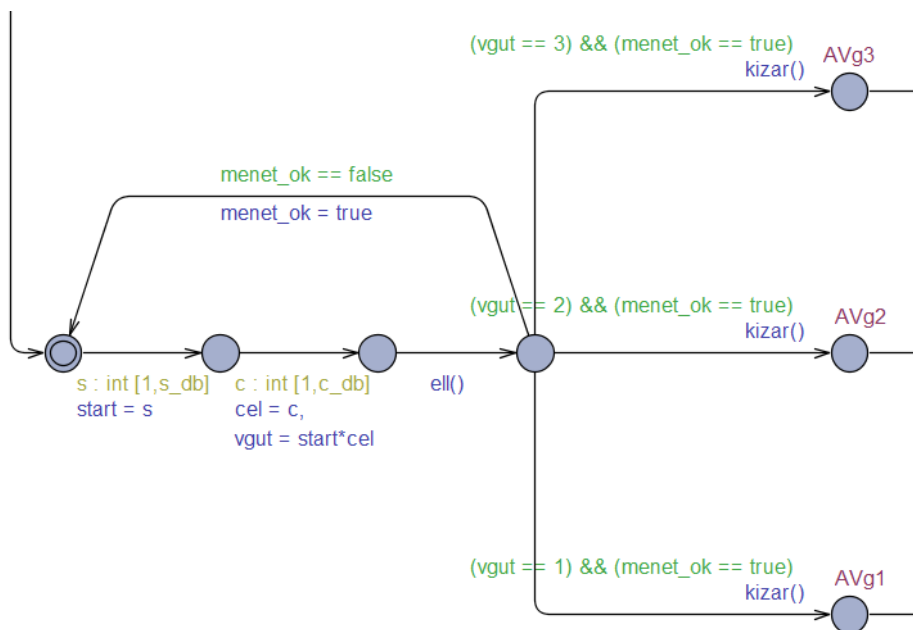 (vgut == 3) && (menet_ok == true)
AVg3
kizar()
menet_ok == false
menet_ok = true
(vgut == 2) && (menet_ok == true)
AVg2
kizar()
s : int [1,s_db]
start = s
c : int [1,c_db]
cel = c,
vgut = start*cel
ell()
(vgut == 1) && (menet_ok == true)
AVg1
kizar()